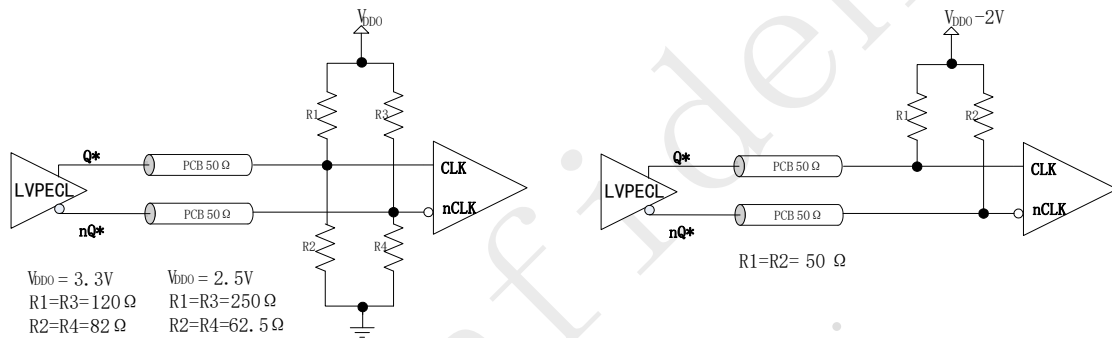 VDDO
R1
R3
Q*
PCB 50 Ω
LVPECL
CLK
PCB 50 Ω
nCLK
nQ*
R2
R4
VDDO = 3.3V
R1=R3=120 Ω
R2=R4=82 Ω
VDDO = 2.5V
R1=R3=250 Ω
R2=R4=62.5 Ω
VDDO-2V
R1
R2
Q*
PCB 50 Ω
LVPECL
CLK
PCB 50 Ω
nCLK
nQ*
R1=R2= 50 Ω